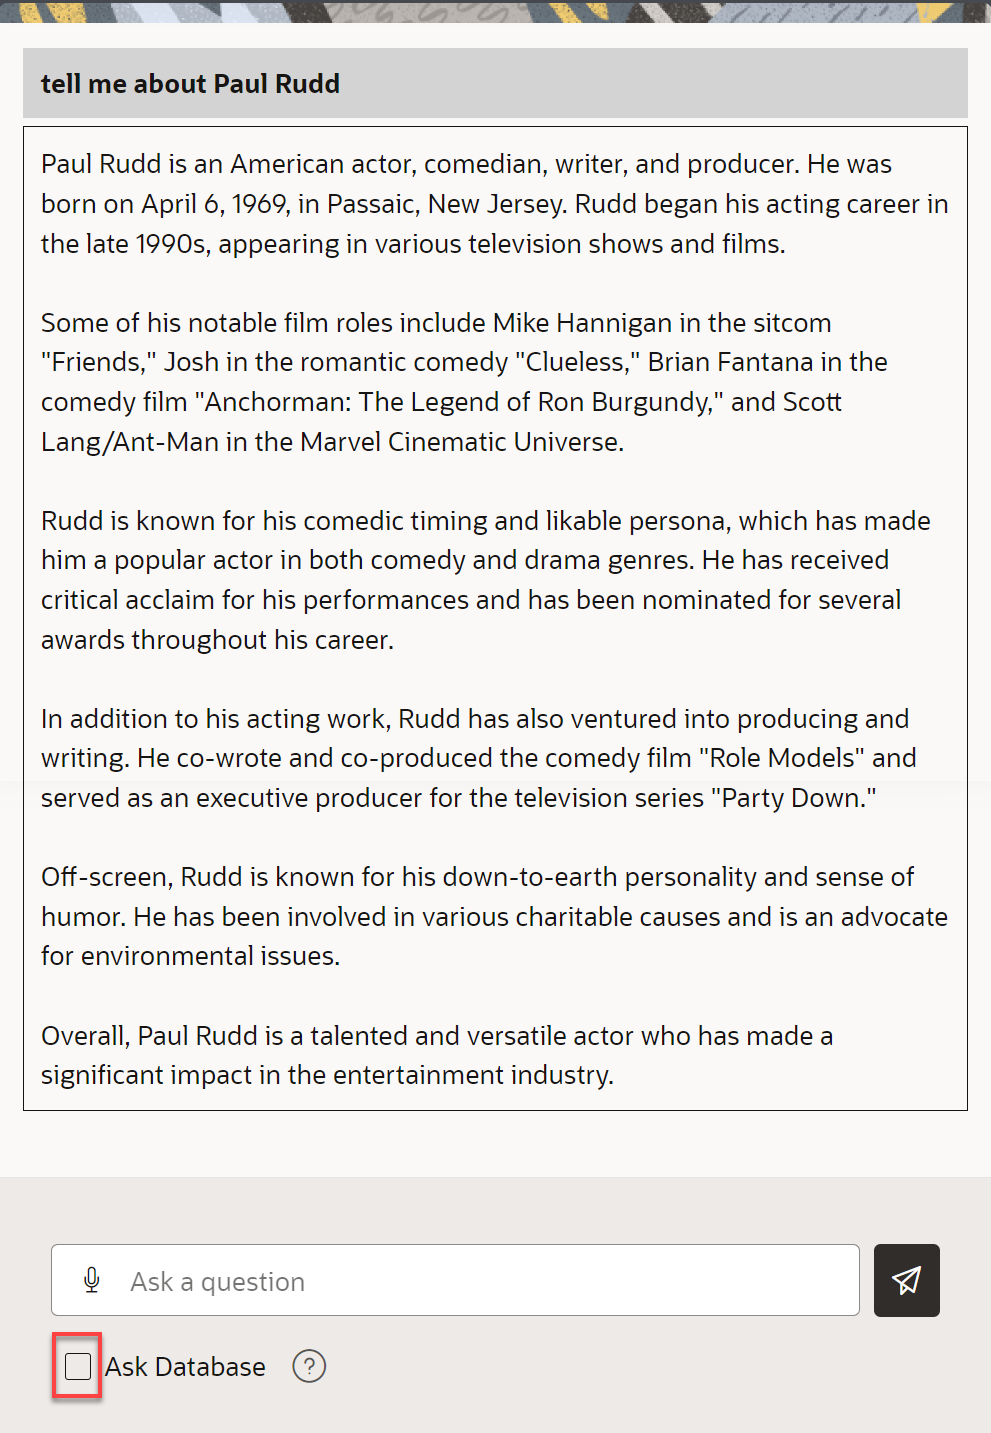 tell me about Paul Rudd
Paul Rudd is an American actor, comedian, writer, and producer. He was
born on April 6, 1969, in Passaic, New Jersey. Rudd began his acting career in
the late 1990s, appearing in various television shows and films.
Some of his notable film roles include Mike Hannigan in the sitcom
"Friends," Josh in the romantic comedy "Clueless," Brian Fantana in the
comedy film "Anchorman: The Legend of Ron Burgundy," and Scott
Lang/Ant-Man in the Marvel Cinematic Universe.
Rudd is known for his comedic timing and likable persona, which has made
him a popular actor in both comedy and drama genres. He has received
critical acclaim for his performances and has been nominated for several
awards throughout his career.
In addition to his acting work, Rudd has also ventured into producing and
writing. He co-wrote and co-produced the comedy film "Role Models" and
served as an executive producer for the television series "Party Down."
Off-screen, Rudd is known for his down-to-earth personality and sense of
humor. He has been involved in various charitable causes and is an advocate
for environmental issues.
Overall, Paul Rudd is a talented and versatile actor who has made a
significant impact in the entertainment industry.
Ask a question
Ask Database ?